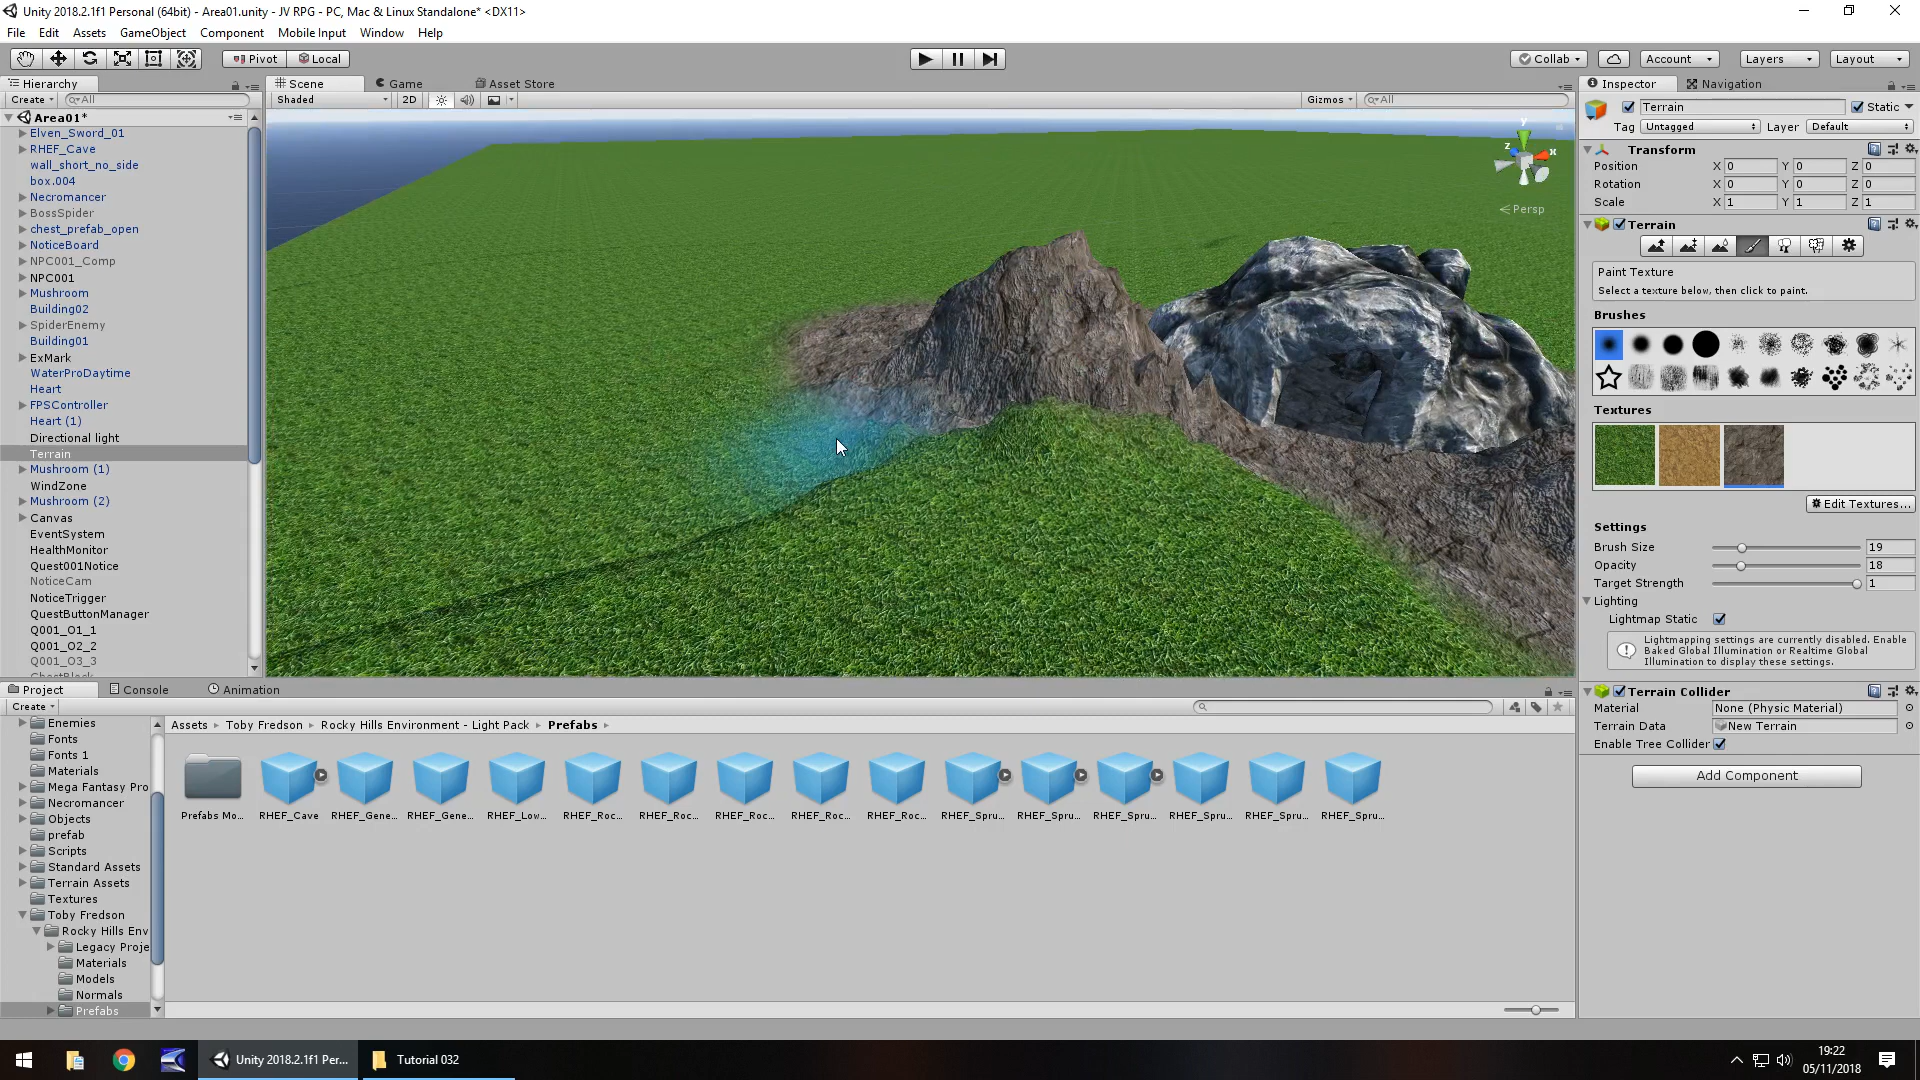 Unity 2018.2.1f1 Personal (64bit) - Area01.unity - JV RPG - PC, Mac & Linux Standalone* <DX11>
File Edit Assets GameObject Component Mobile Input Window Help
Pivot Local Collab Account Layers Layout
Hierarchy
Create All
Area01*
Elven_Sword_01
RHEF_Cave
wall_short_no_side
box.004
Necromancer
BossSpider
chest_prefab_open
NoticeBoard
NPC001_Comp
NPC001
Mushroom
Building02
SpiderEnemy
Building01
ExMark
WaterProDaytime
Heart
FPSController
Heart (1)
Directional light
Terrain
Mushroom (1)
WindZone
Mushroom (2)
Canvas
EventSystem
HealthMonitor
Quest001Notice
NoticeCam
NoticeTrigger
QuestButtonManager
Q001_O1_1
Q001_O2_2
Q001_O3_3
Scene Game Asset Store
Shaded 2D Gizmos All
y
z x
Persp
Inspector Navigation
Terrain Static
Tag Untagged Layer Default
Transform
Position X 0 Y 0 Z 0
Rotation X 0 Y 0 Z 0
Scale X 1 Y 1 Z 1
Terrain
Paint Texture
Select a texture below, then click to paint.
Brushes
Textures
Edit Textures...
Settings
Brush Size 19
Opacity 18
Target Strength 1
Lighting
Lightmap Static
Lightmapping settings are currently disabled. Enable
Baked Global Illumination or Realtime Global
Illumination to display these settings.
Terrain Collider
Material None (Physic Material)
Terrain Data New Terrain
Enable Tree Collider
Add Component
Project Console Animation
Create
Enemies
Fonts
Fonts 1
Materials
Mega Fantasy Pro
Necromancer
Objects
prefab
Scripts
Standard Assets
Terrain Assets
Textures
Toby Fredson
Rocky Hills Env
Legacy Proje
Materials
Models
Normals
Prefabs
Assets Toby Fredson Rocky Hills Environment - Light Pack Prefabs
Prefabs Mo... RHEF_Cave RHEF_Gene... RHEF_Gene... RHEF_Low... RHEF_Roc... RHEF_Roc... RHEF_Roc... RHEF_Roc... RHEF_Roc... RHEF_Spru... RHEF_Spru... RHEF_Spru... RHEF_Spru... RHEF_Spru... RHEF_Spru...
Unity 2018.2.1f1 Per... Tutorial 032
19:22
05/11/2018